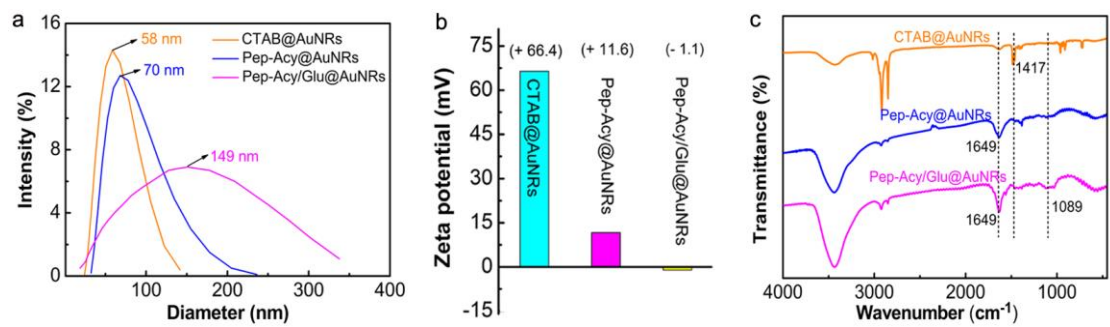 a
16
12
8
4
0
Intensity (%)
58 nm
70 nm
149 nm
CTAB@AuNRs
Pep-Acy@AuNRs
Pep-Acy/Glu@AuNRs
0 100 200 300 400
Diameter (nm)
b
75
60
45
30
15
0
-15
Zeta potential (mV)
(+ 66.4) (+ 11.6) (- 1.1)
CTAB@AuNRs
Pep-Acy@AuNRs
Pep-Acy/Glu@AuNRs
c
Transmittance (%)
CTAB@AuNRs
1417
Pep-Acy@AuNRs
1649
Pep-Acy/Glu@AuNRs
1649
1089
4000 3000 2000 1000
Wavenumber (cm⁻¹)